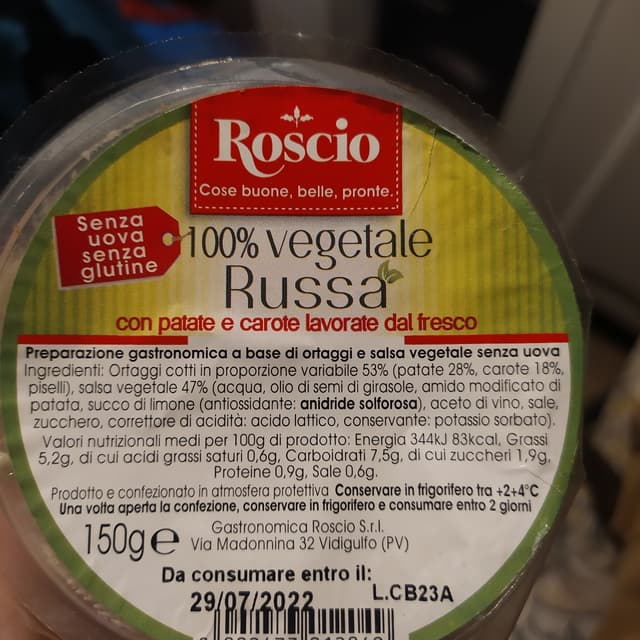 Roscio
Cose buone, belle, pronte.
Senza
uova
senza
glutine
100% vegetale
Russa
con patate e carote lavorate dal fresco
Preparazione gastronomica a base di ortaggi e salsa vegetale senza uova
Ingredienti: Ortaggi cotti in proporzione variabile 53% (patate 28%, carote 18%,
piselli), salsa vegetale 47% (acqua, olio di semi di girasole, amido modificato di
patata, succo di limone (antiossidante: anidride solforosa), aceto di vino, sale,
zucchero, correttore di acidità: acido lattico, conservante: potassio sorbato).
Valori nutrizionali medi per 100g di prodotto: Energia 344kJ 83kcal, Grassi
5,2g, di cui acidi grassi saturi 0,6g, Carboidrati 7,5g, di cui zuccheri 1,9g,
Proteine 0,9g, Sale 0,6g.
Prodotto e confezionato in atmosfera protettiva Conservare in frigorifero tra +2+4°C
Una volta aperta la confezione, conservare in frigorifero e consumare entro 2 giorni
150g e
Gastronomica Roscio S.r.l.
Via Madonnina 32 Vidigulfo (PV)
Da consumare entro il:
29/07/2022 L.CB23A